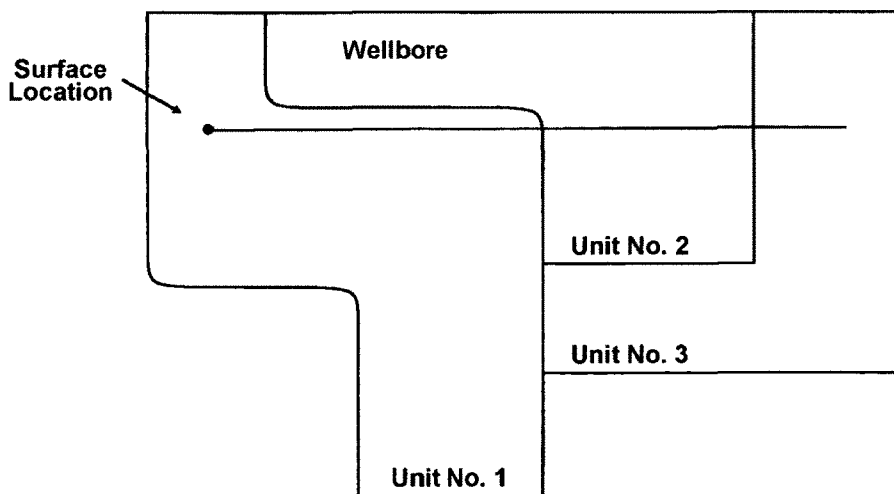 Wellbore
Surface
Location
Unit No. 2
Unit No. 3
Unit No. 1